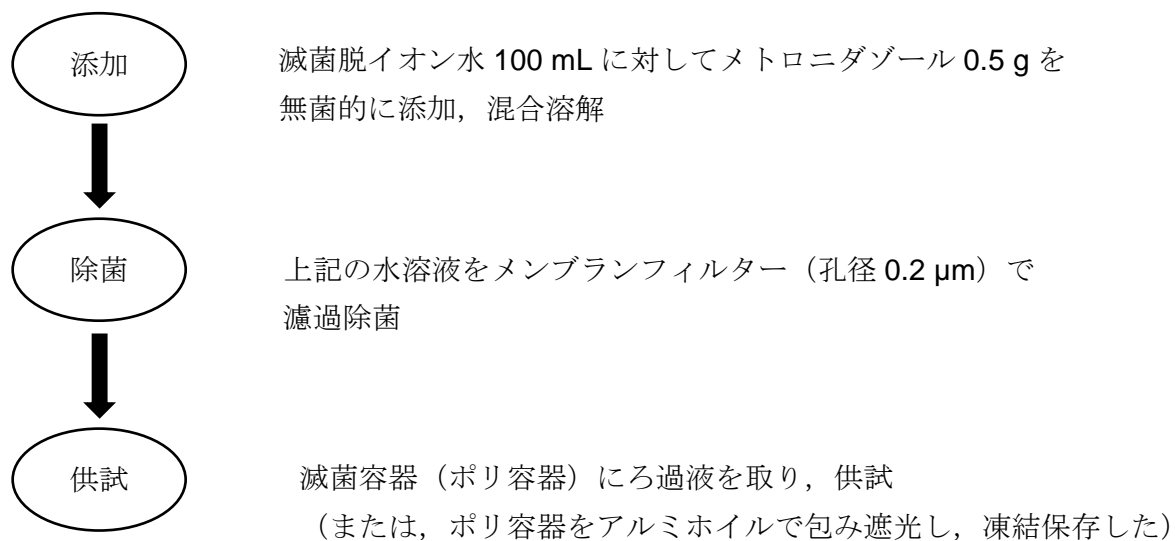 添加
滅菌脱イオン水 100 mL に対してメトロニダゾール 0.5 g を
無菌的に添加，混合溶解
除菌
上記の水溶液をメンブランフィルター（孔径 0.2 µm）で
濾過除菌
供試
滅菌容器（ポリ容器）にろ過液を取り，供試
（または，ポリ容器をアルミホイルで包み遮光し，凍結保存した）